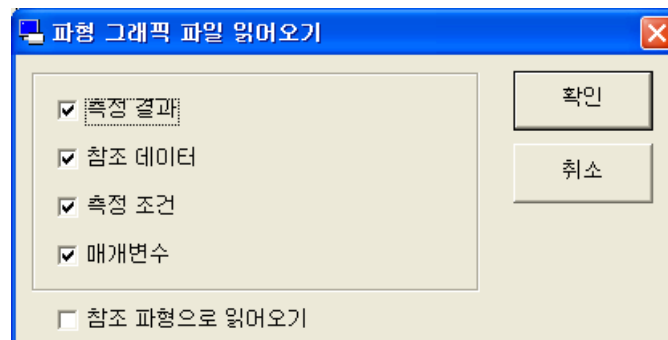 파형 그래픽 파일 읽어오기
측정 결과
확인
참조 데이터
취소
측정 조건
매개변수
참조 파형으로 읽어오기